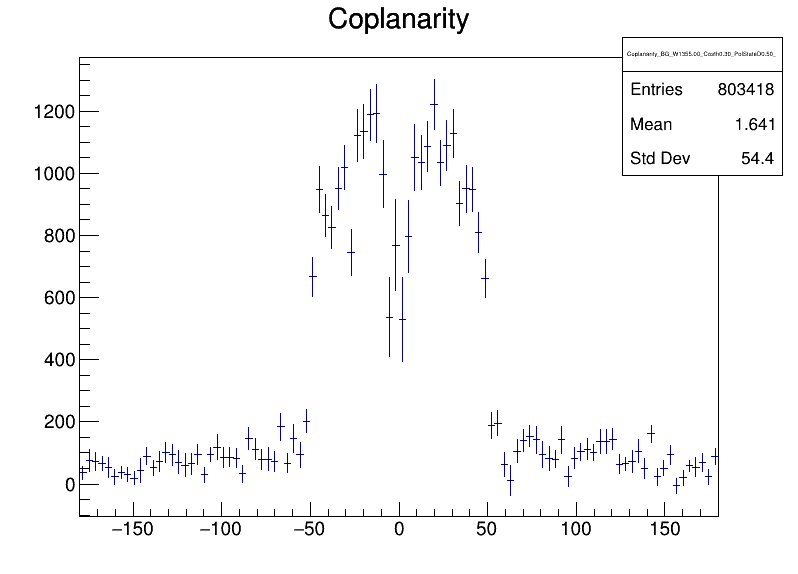 Coplanarity
Coplanarity_BG_W1355.00_Costh0.30_PolStateD0.50_
Entries 803418
Mean 1.641
Std Dev 54.4
1200
1000
800
600
400
200
0
−150 −100 −50 0 50 100 150